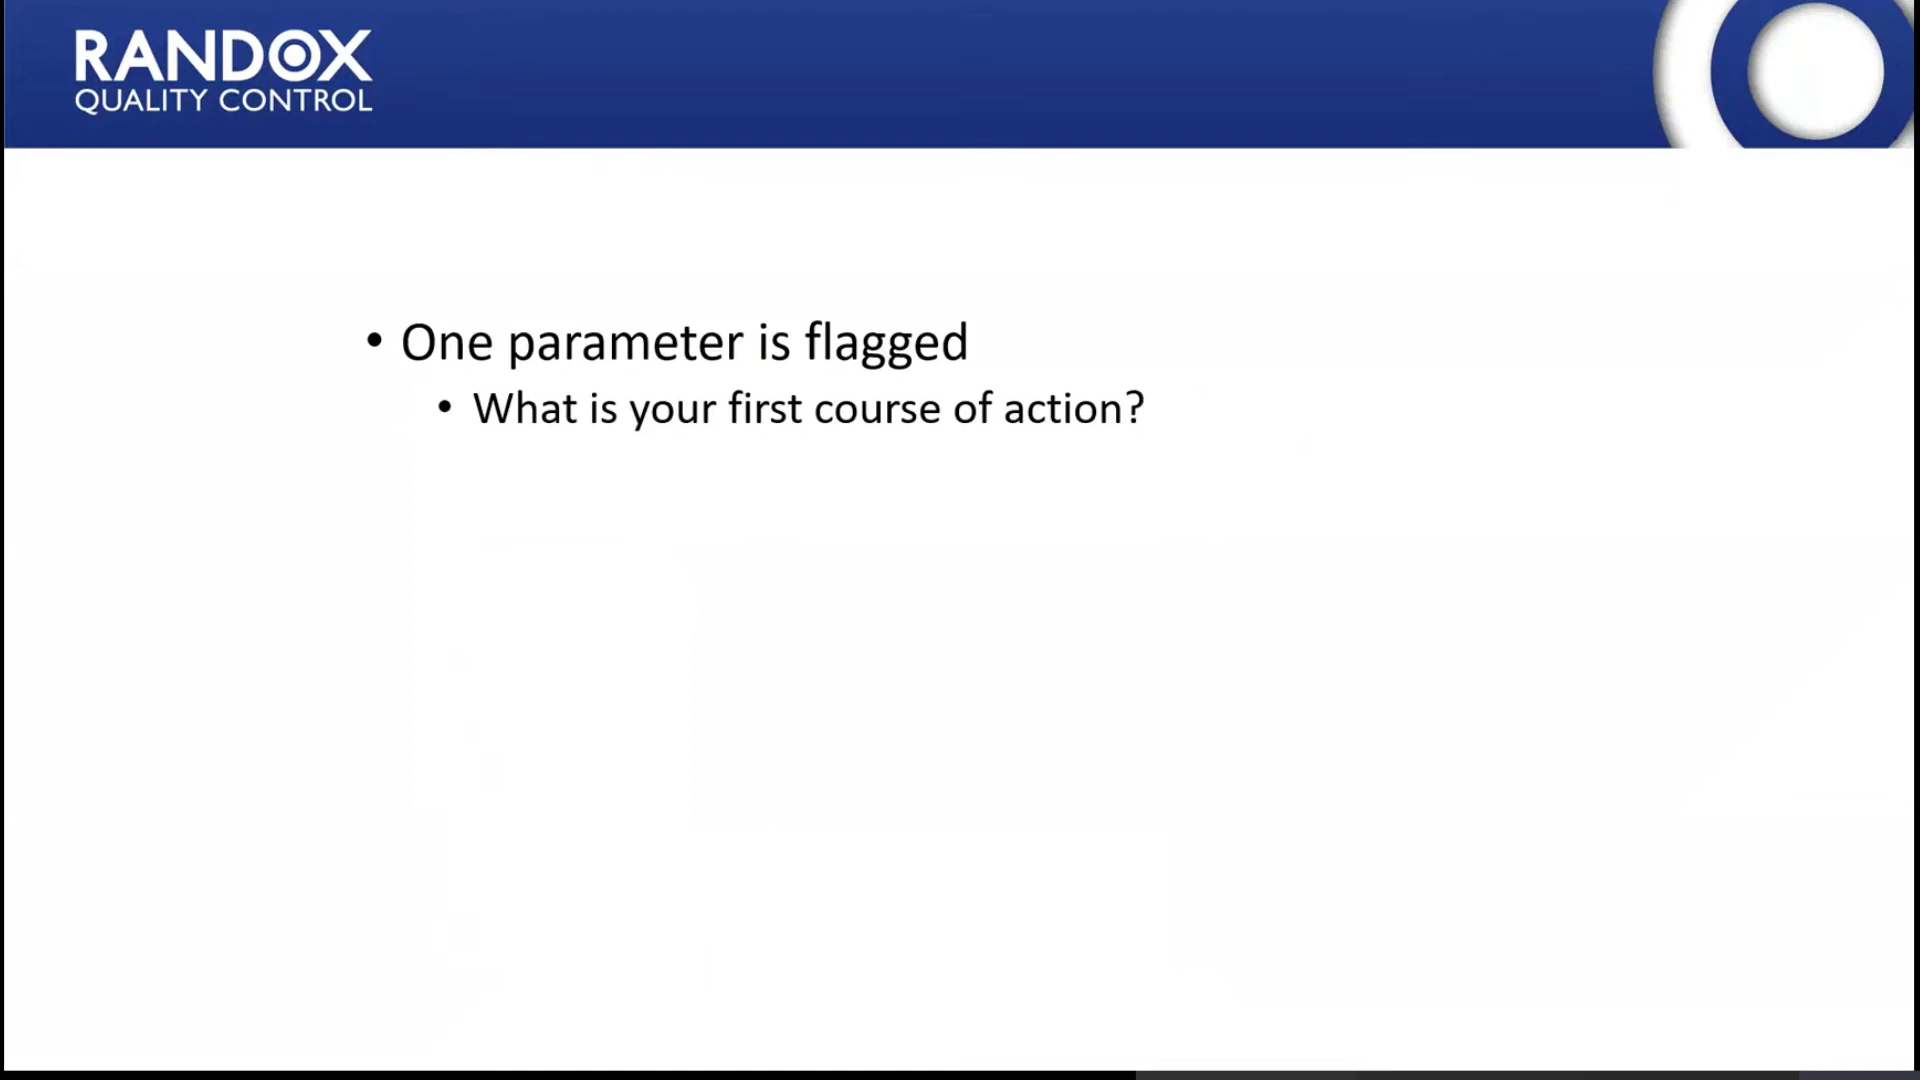 RANDOX
QUALITY CONTROL
• One parameter is flagged
• What is your first course of action?